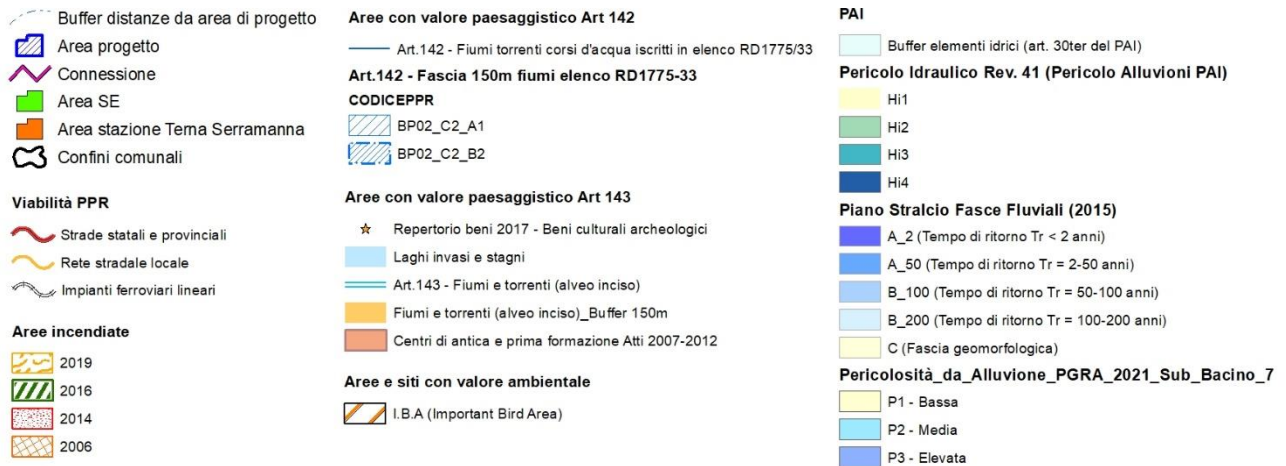 Buffer distanze da area di progetto
Area progetto
Connessione
Area SE
Area stazione Terna Serramanna
Confini comunali
Viabilità PPR
Strade statali e provinciali
Rete stradale locale
Impianti ferroviari lineari
Aree incendiate
2019
2016
2014
2006
Aree con valore paesaggistico Art 142
Art.142 - Fiumi torrenti corsi d'acqua iscritti in elenco RD1775/33
Art.142 - Fascia 150m fiumi elenco RD1775-33
CODICEPPR
BP02_C2_A1
BP02_C2_B2
Aree con valore paesaggistico Art 143
Repertorio beni 2017 - Beni culturali archeologici
Laghi invasi e stagni
Art.143 - Fiumi e torrenti (alveo inciso)
Fiumi e torrenti (alveo inciso)_Buffer 150m
Centri di antica e prima formazione Atti 2007-2012
Aree e siti con valore ambientale
I.B.A (Important Bird Area)
PAI
Buffer elementi idrici (art. 30ter del PAI)
Pericolo Idraulico Rev. 41 (Pericolo Alluvioni PAI)
Hi1
Hi2
Hi3
Hi4
Piano Stralcio Fasce Fluviali (2015)
A_2 (Tempo di ritorno Tr < 2 anni)
A_50 (Tempo di ritorno Tr = 2-50 anni)
B_100 (Tempo di ritorno Tr = 50-100 anni)
B_200 (Tempo di ritorno Tr = 100-200 anni)
C (Fascia geomorfologica)
Pericolosità_da_Alluvione_PGRA_2021_Sub_Bacino_7
P1 - Bassa
P2 - Media
P3 - Elevata